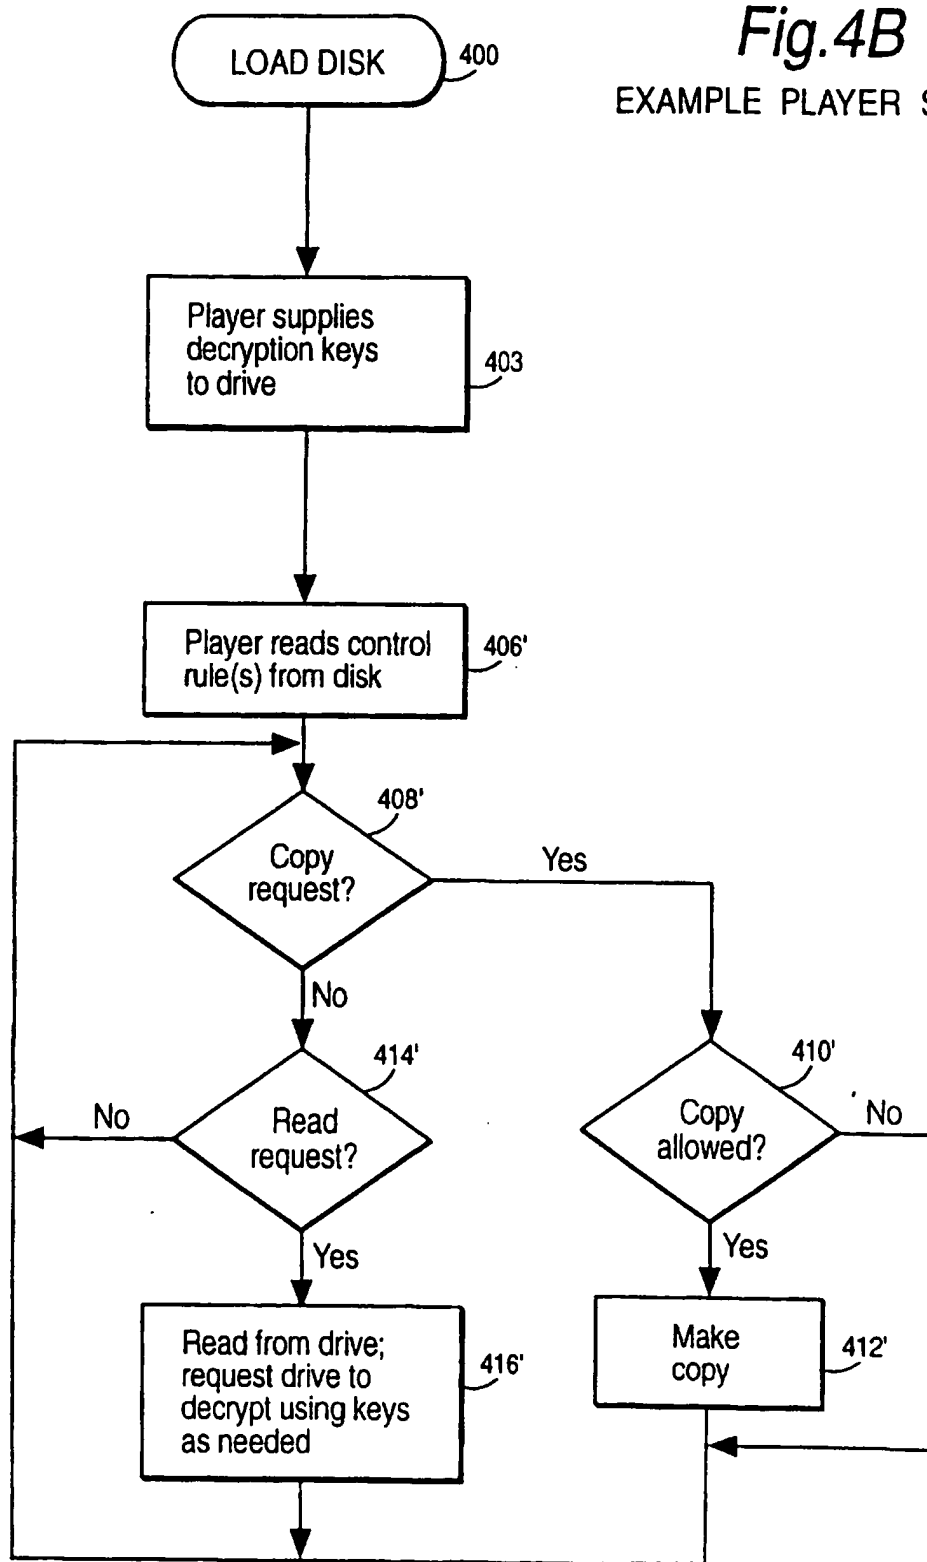 Fig.4B
EXAMPLE PLAYER
LOAD DISK
400
Player supplies
decryption keys
to drive
403
Player reads control
rule(s) from disk
406'
408'
Copy
request?
Yes
No
414'
Read
request?
No
Yes
410'
Copy
allowed?
No
Yes
Read from drive;
request drive to
decrypt using keys
as needed
416'
Make
copy
412'